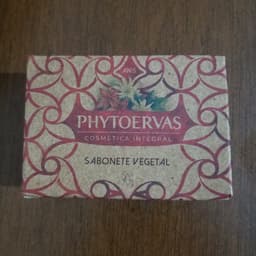 PHYTOERVAS
COSMÉTICA INTEGRAL
SABONETE VEGETAL